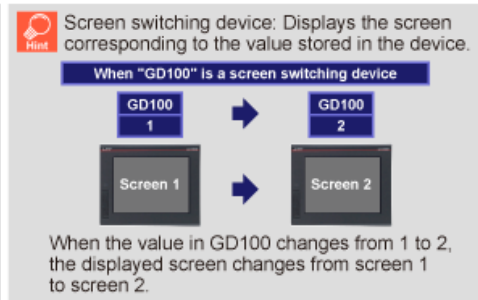 Screen switching device: Displays the screen
Hint
corresponding to the value stored in the device.
When "GD100" is a screen switching device
GD100
GD100
1
2
Screen 1
Screen 2
When the value in GD100 changes from 1 to 2,
the displayed screen changes from screen 1
to screen 2.